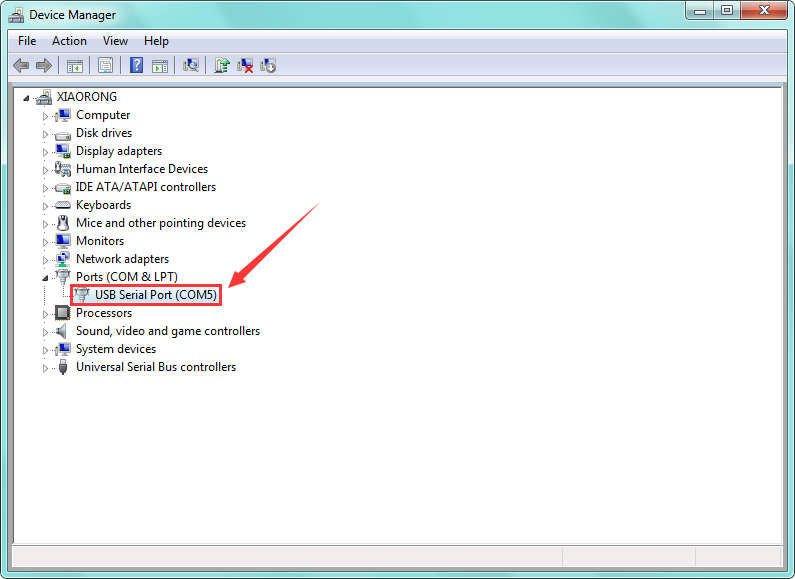 Device Manager
File Action View Help
XIAORONG
Computer
Disk drives
Display adapters
Human Interface Devices
IDE ATA/ATAPI controllers
Keyboards
Mice and other pointing devices
Monitors
Network adapters
Ports (COM & LPT)
USB Serial Port (COM5)
Processors
Sound, video and game controllers
System devices
Universal Serial Bus controllers